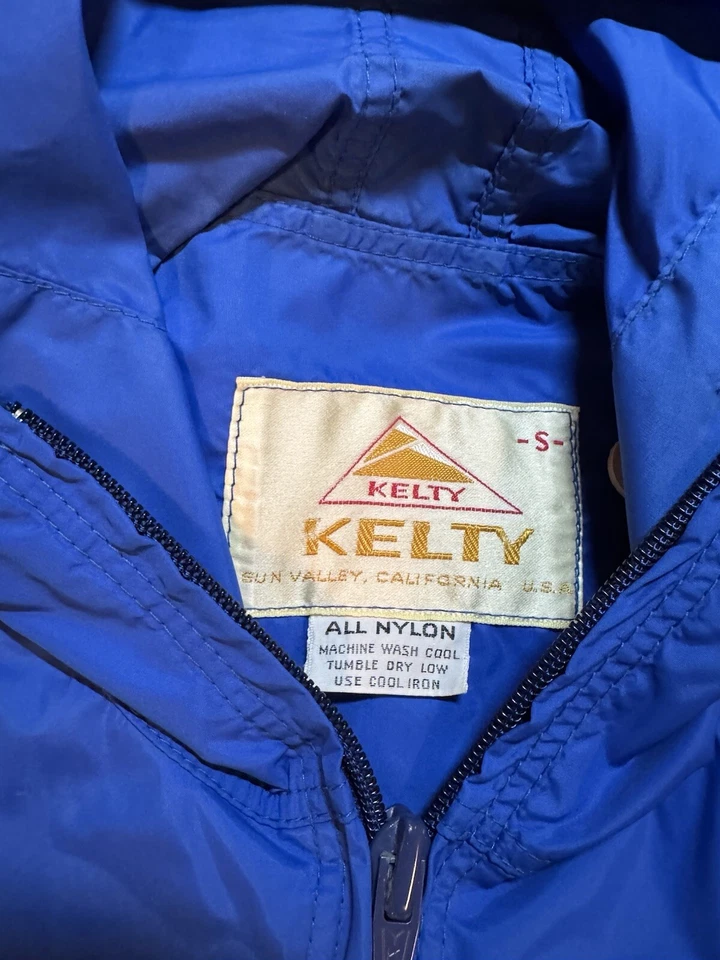 -S-
KELTY
KELTY
SUN VALLEY, CALIFORNIA U.S.A
ALL NYLON
MACHINE WASH COOL
TUMBLE DRY LOW
USE COOL IRON